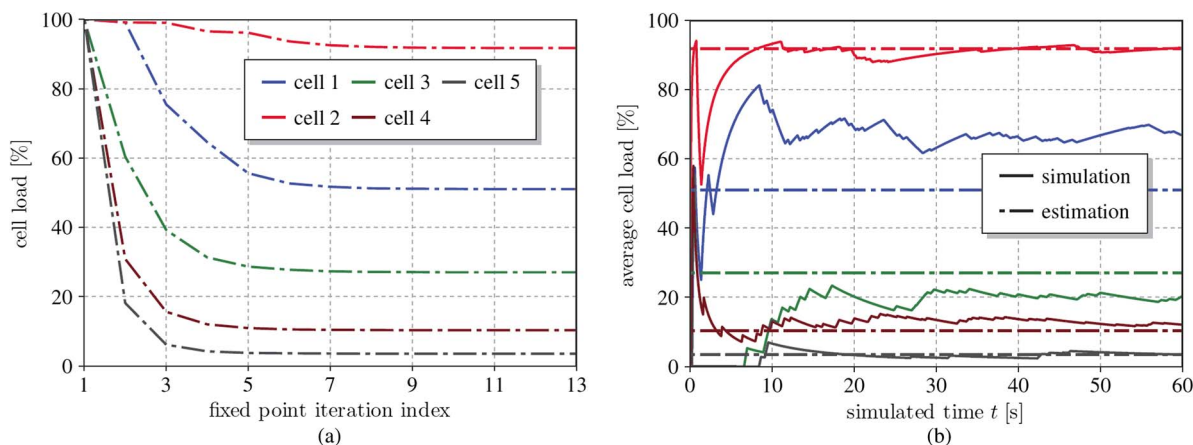 100
80
60
40
20
0
cell load [%]
cell 1 cell 3 cell 5
cell 2 cell 4
1 3 5 7 9 11 13
fixed point iteration index
(a)
100
80
60
40
20
0
average cell load [%]
simulation
estimation
0 10 20 30 40 50 60
simulated time t [s]
(b)